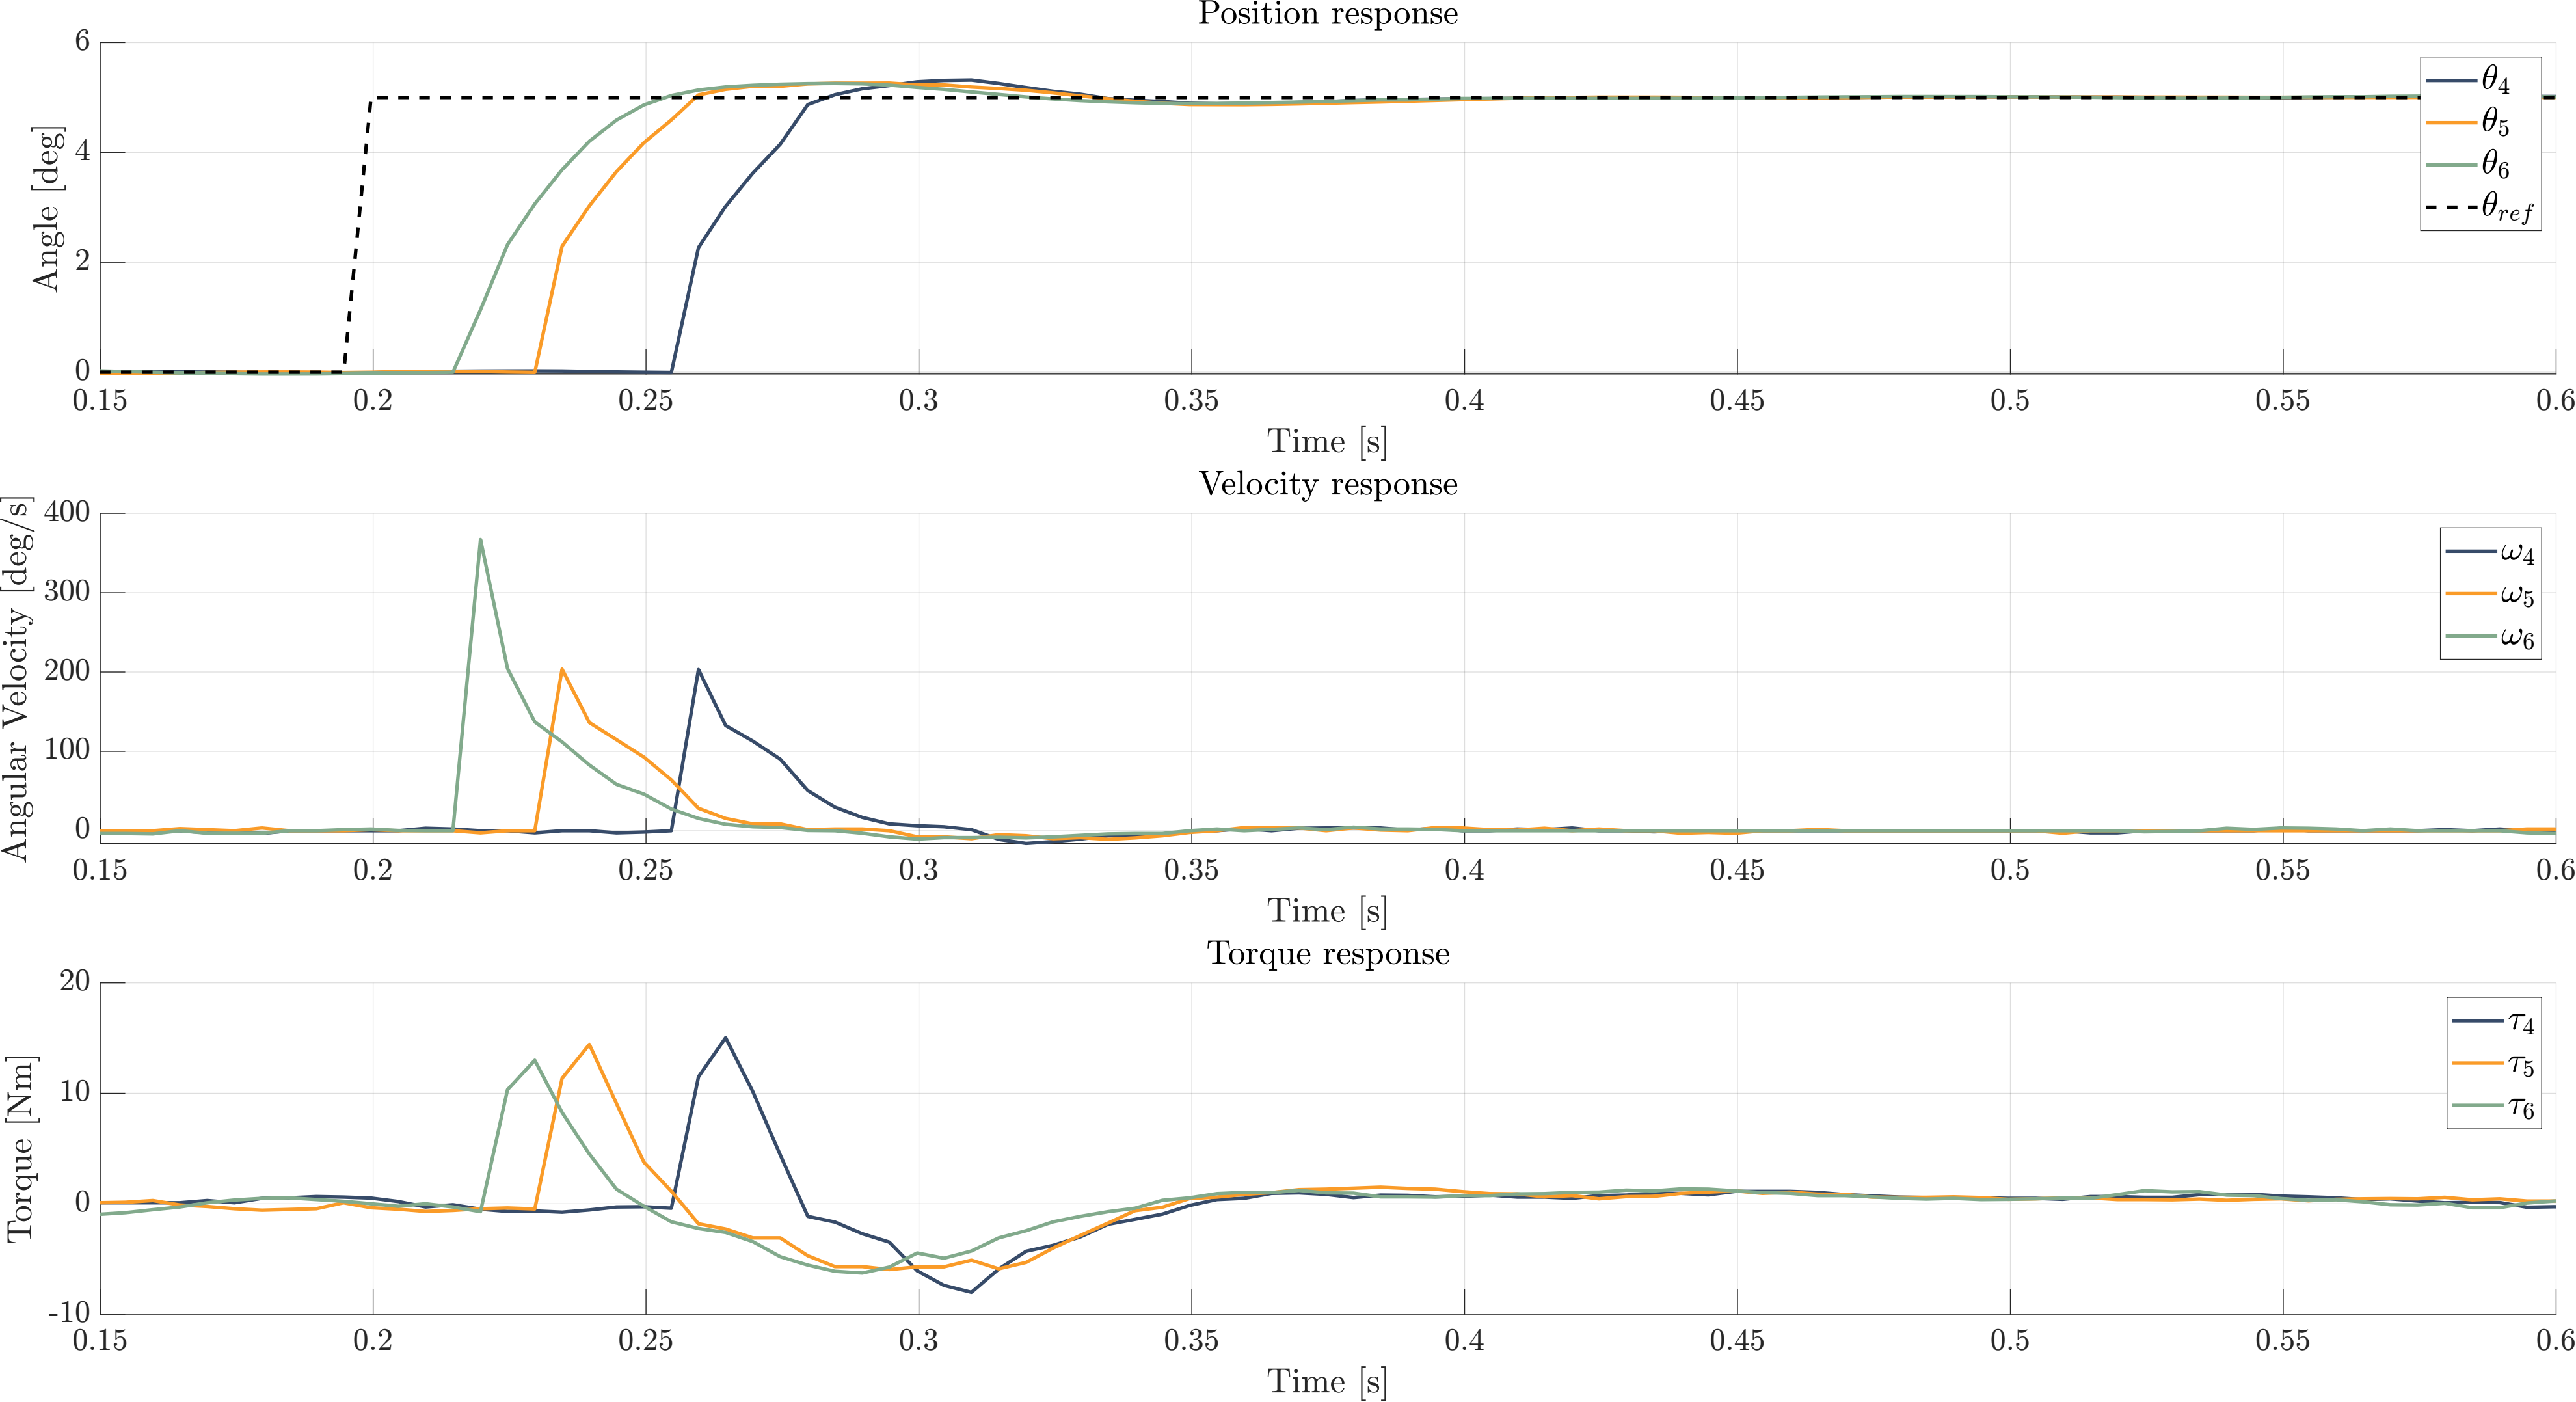 Position response
Angle [deg]
6
4
2
0
0.15 0.2 0.25 0.3 0.35 0.4 0.45 0.5 0.55 0.6
Time [s]
θ4
θ5
θ6
θref
Velocity response
Angular Velocity [deg/s]
400
300
200
100
0
0.15 0.2 0.25 0.3 0.35 0.4 0.45 0.5 0.55 0.6
Time [s]
ω4
ω5
ω6
Torque response
Torque [Nm]
20
10
0
-10
0.15 0.2 0.25 0.3 0.35 0.4 0.45 0.5 0.55 0.6
Time [s]
τ4
τ5
τ6